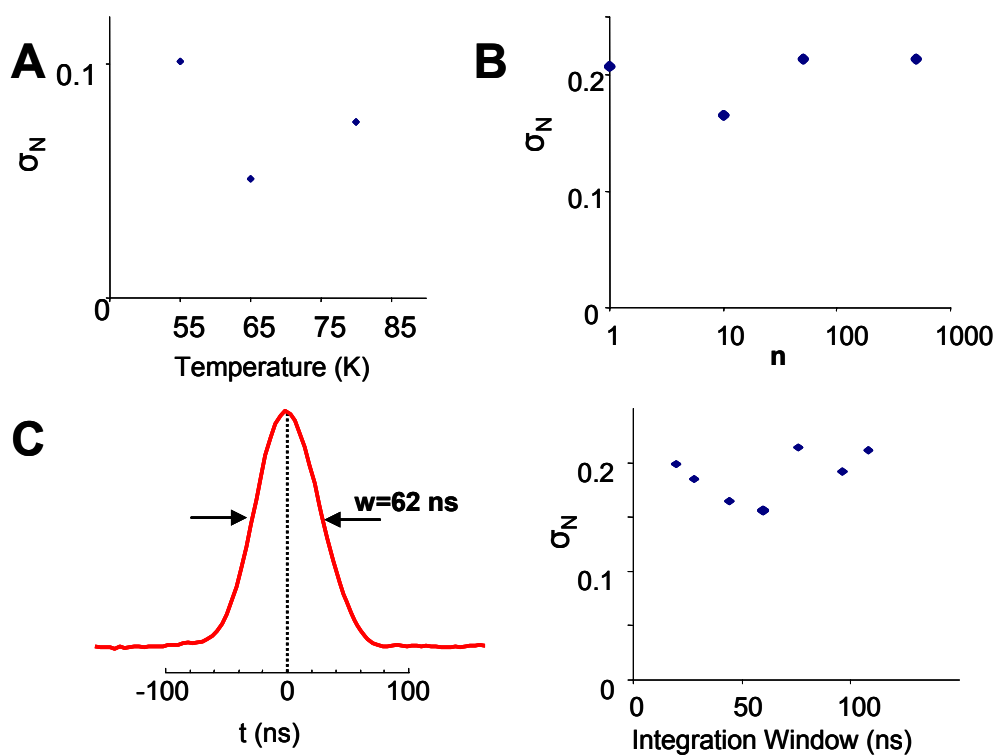 A
0.1
σN
0
55 65 75 85
Temperature (K)
B
0.2
σN
0.1
0
1 10 100 1000
n
C
w=62 ns
-100 0 100
t (ns)
0.2
σN
0.1
0
0 50 100
Integration Window (ns)